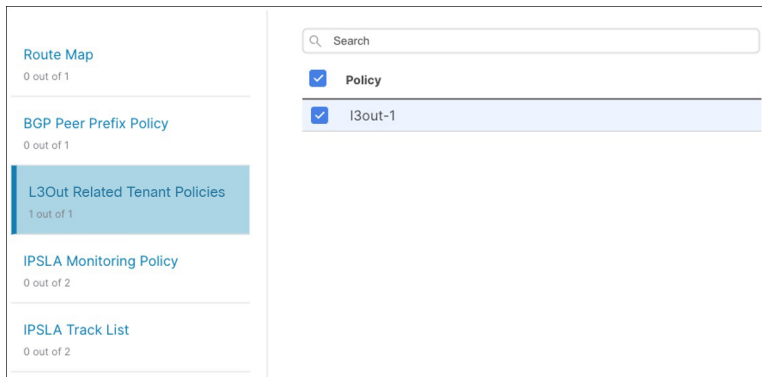 Route Map
0 out of 1
BGP Peer Prefix Policy
0 out of 1
L3Out Related Tenant Policies
1 out of 1
IPSLA Monitoring Policy
0 out of 2
IPSLA Track List
0 out of 2
Search
Policy
l3out-1